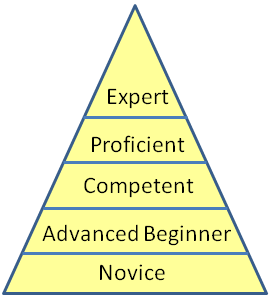 Expert
Proficient
Competent
Advanced Beginner
Novice